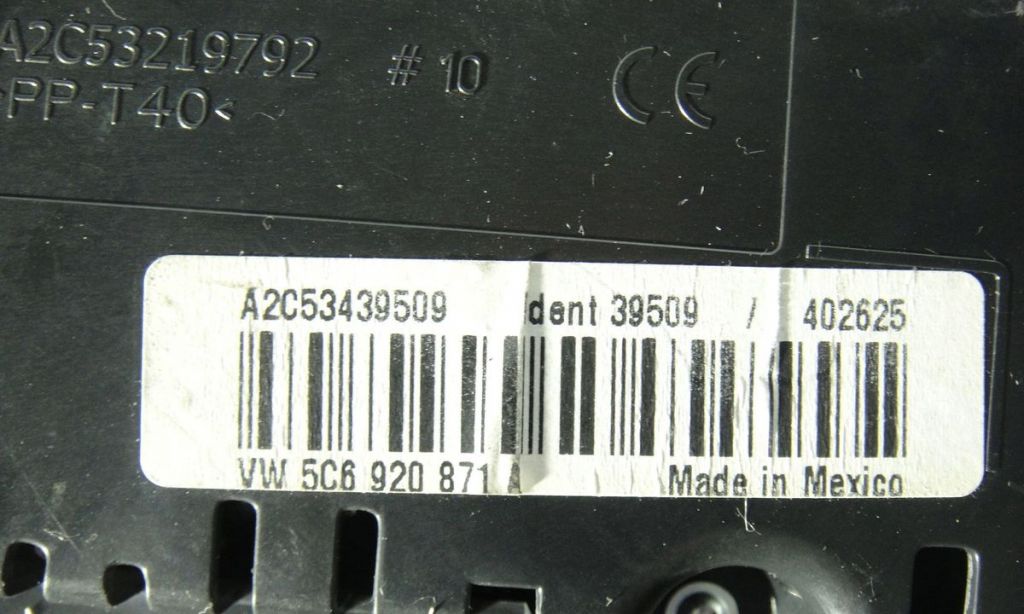 A2C53219792 #10 CE
>PP-T40<
A2C53439509 Ident 39509 / 402625
VW 5C6 920 871 A
Made in Mexico